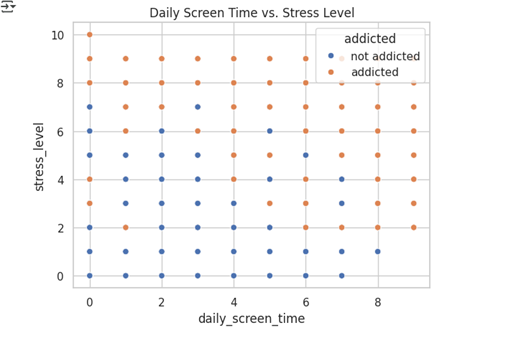 Daily Screen Time vs. Stress Level
addicted
not addicted
addicted
10
8
6
4
2
0
stress_level
0
2
4
6
8
daily_screen_time